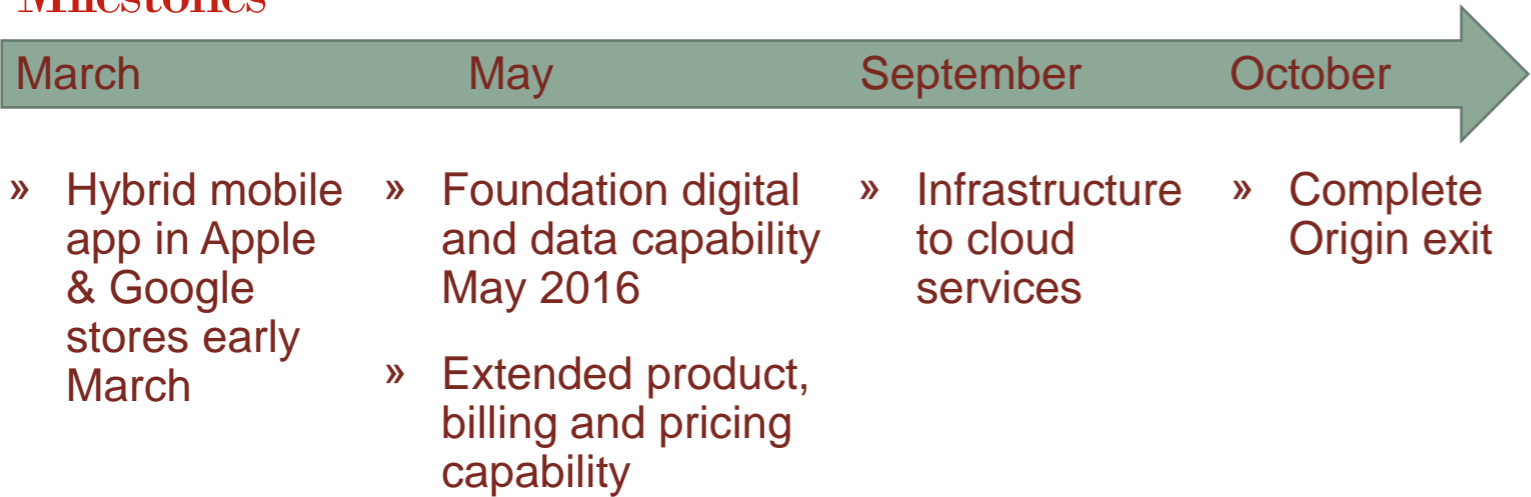 Milestones
March May September October
» Hybrid mobile
app in Apple
& Google
stores early
March
» Foundation digital
and data capability
May 2016
» Extended product,
billing and pricing
capability
» Infrastructure
to cloud
services
» Complete
Origin exit